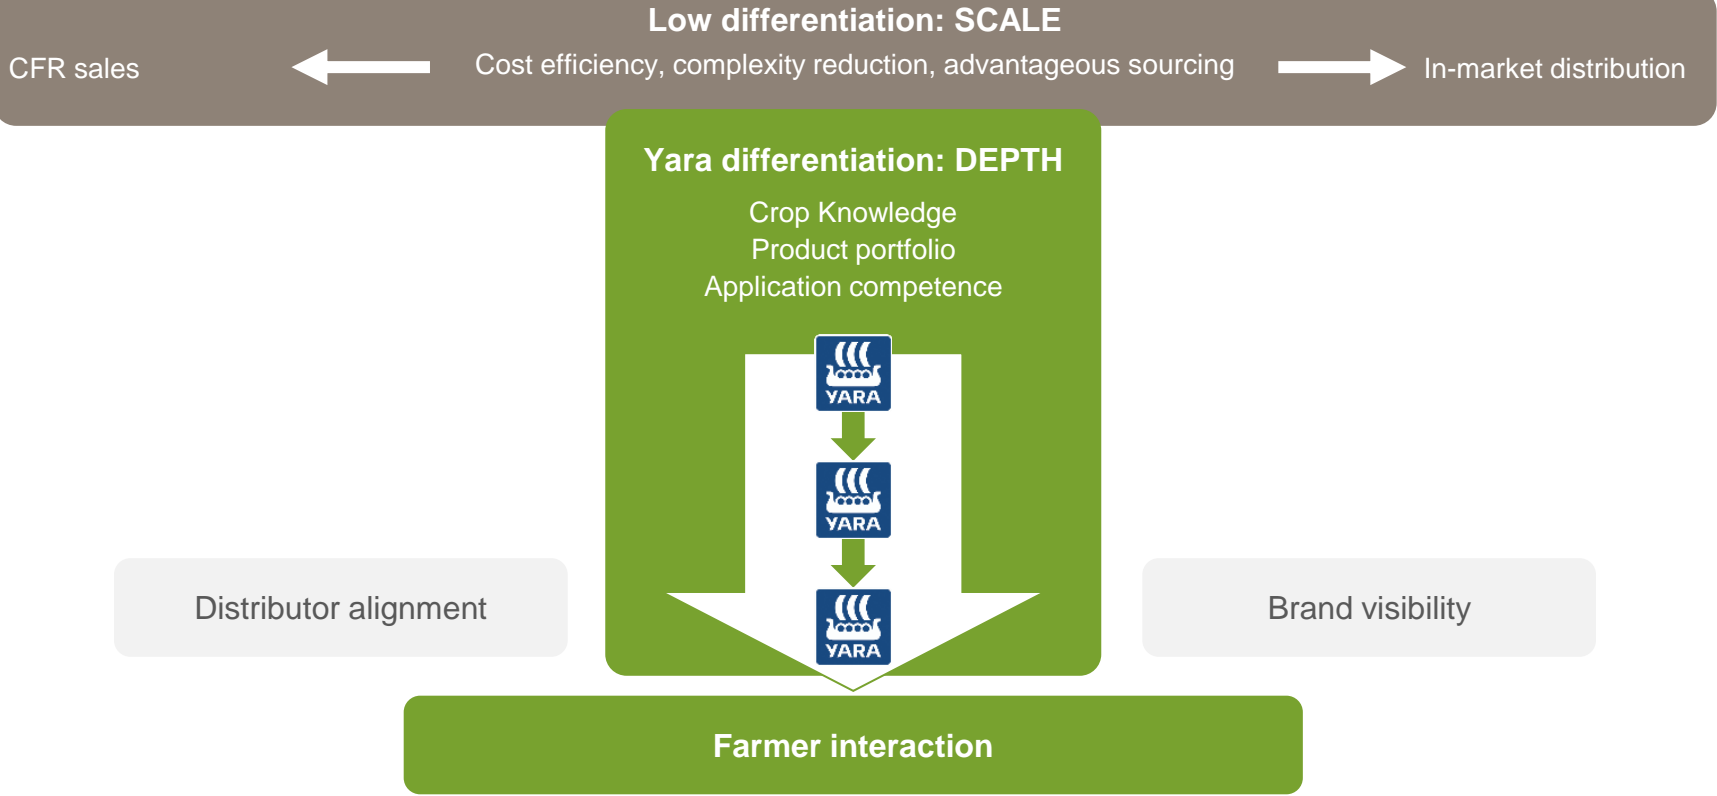 Low differentiation: SCALE
CFR sales
Cost efficiency, complexity reduction, advantageous sourcing
In-market distribution
Yara differentiation: DEPTH
Crop Knowledge
Product portfolio
Application competence
YARA
YARA
YARA
Distributor alignment
Brand visibility
Farmer interaction